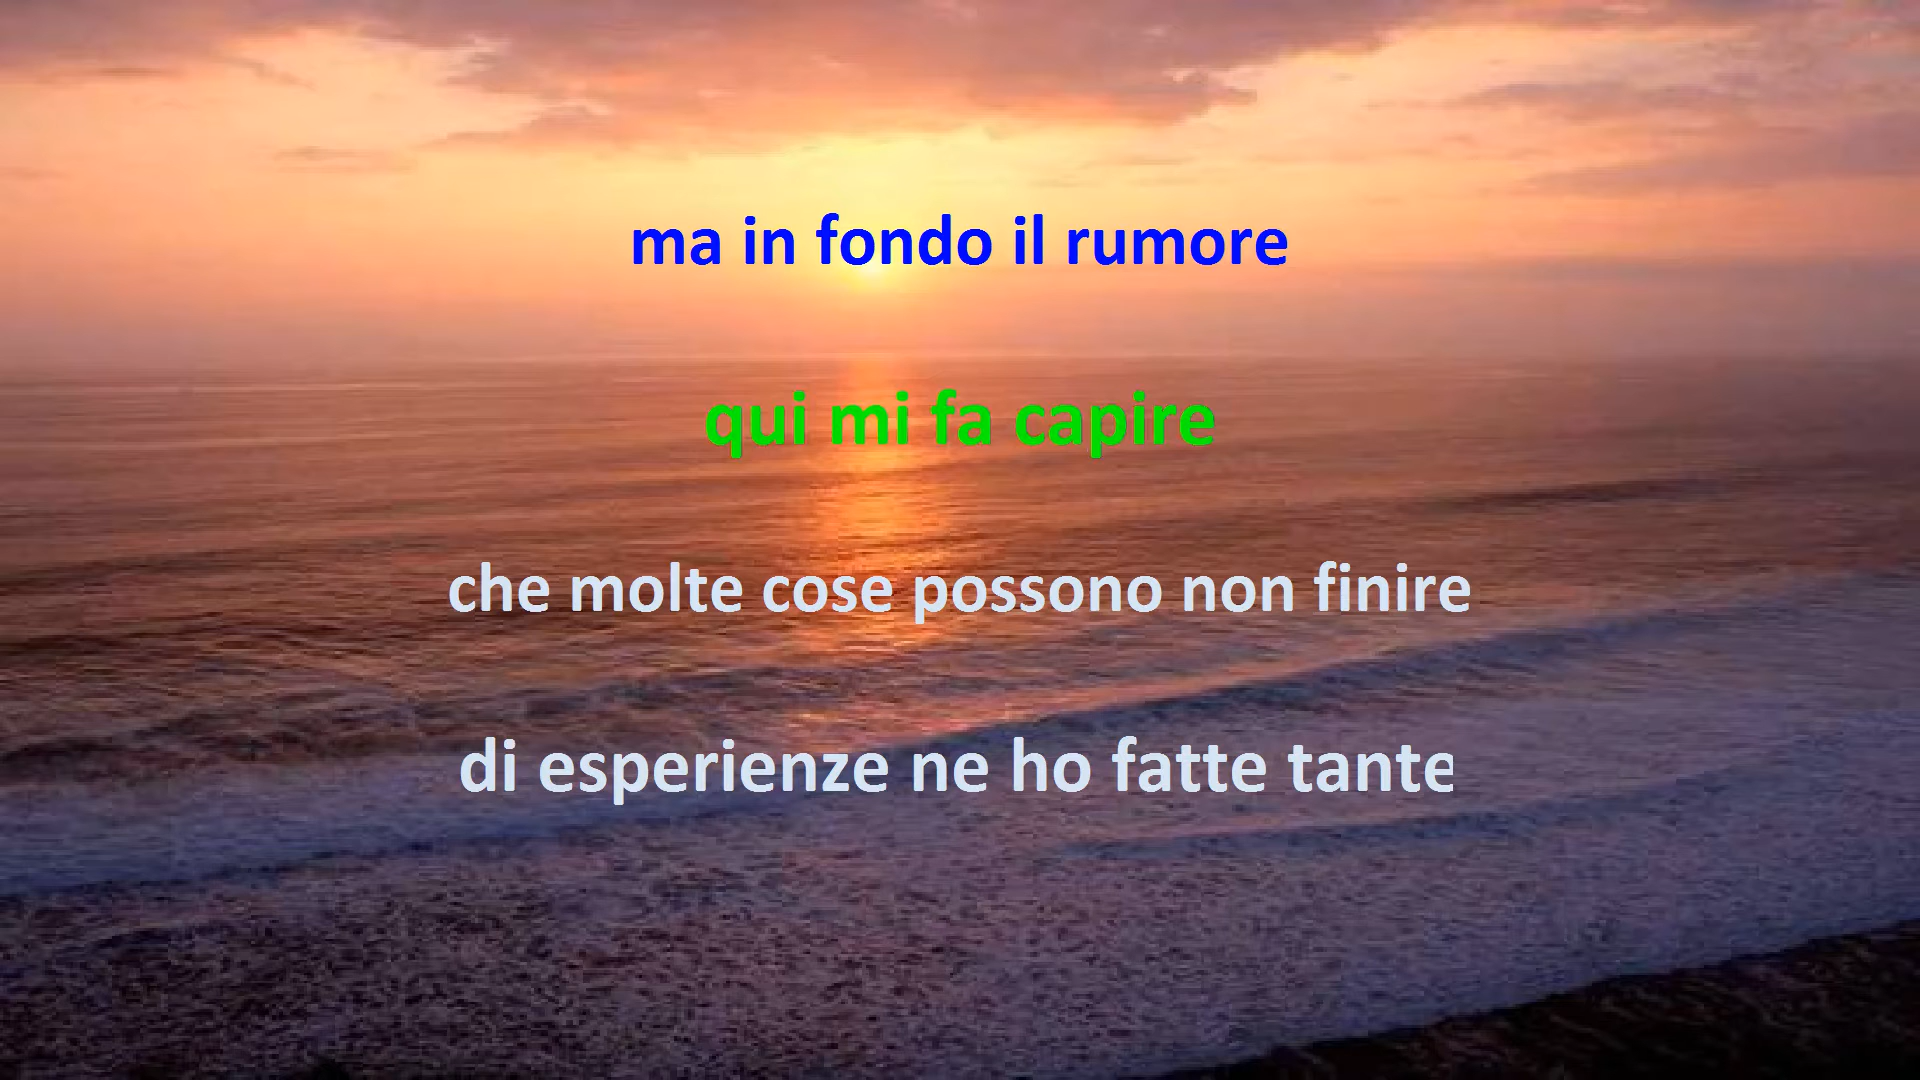 ma in fondo il rumore
qui mi fa capire
che molte cose possono non finire
di esperienze ne ho fatte tante